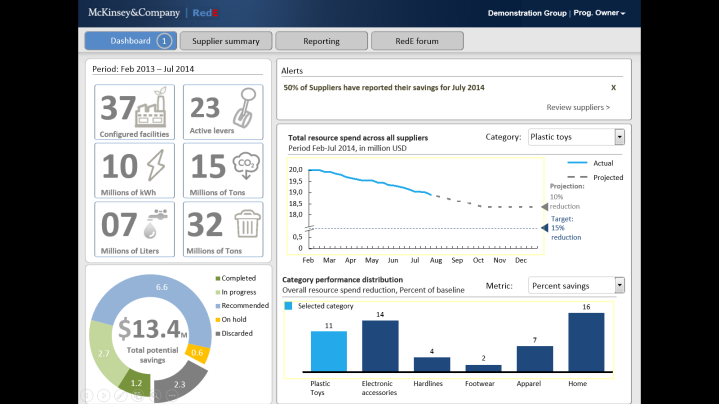 McKinsey&Company | RedE
Demonstration Group | Prog. Owner
Dashboard 1
Supplier summary
Reporting
RedE forum
Period: Feb 2013 – Jul 2014
37
Configured facilities
23
Active levers
10
Millions of kWh
15
CO2
Millions of Tons
07
Millions of Liters
32
Millions of Tons
Completed
In progress
Recommended
On hold
Discarded
6.6
0.6
2.3
1.2
2.7
$13.4M
Total potential
savings
Alerts
50% of Suppliers have reported their savings for July 2014 X
Review suppliers >
Total resource spend across all suppliers
Period Feb-Jul 2014, in million USD
Category: Plastic toys
Actual
Projected
Projection:
10%
reduction
Target:
15%
reduction
20,0
19,5
19,0
18,5
18,0
0,5
0
Feb Mar Apr May Jun Jul Aug Sep Oct Nov Dec
Category performance distribution
Overall resource spend reduction, Percent of baseline
Metric: Percent savings
Selected category
11
14
4
2
7
16
Plastic
Toys
Electronic
accessories
Hardlines
Footwear
Apparel
Home